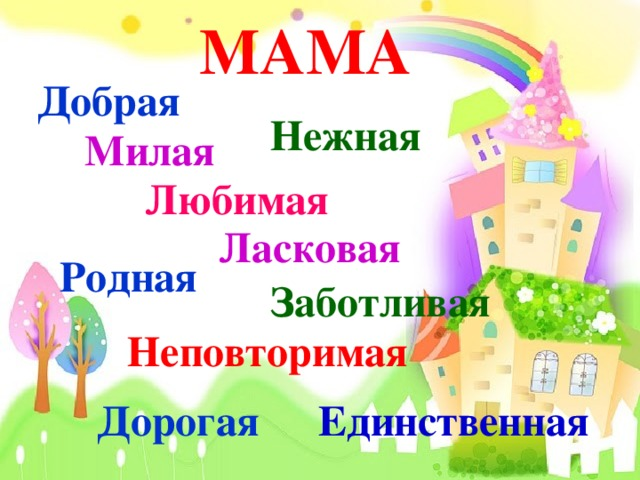 МАМА
Добрая
Нежная
Милая
Любимая
Ласковая
Родная
Заботливая
Неповторимая
Дорогая Единственная